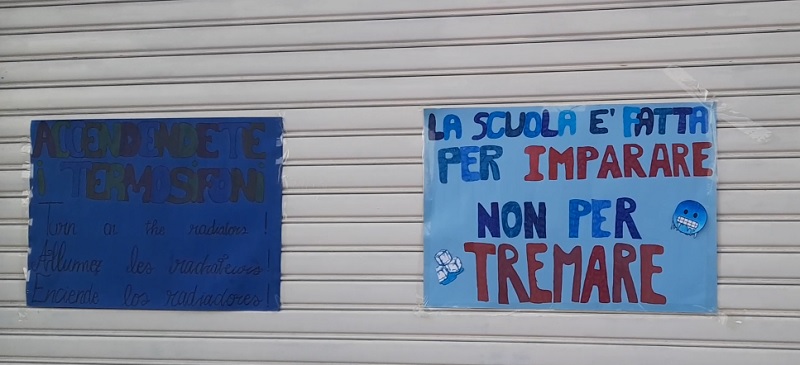 ACCENDENDETE
I TERMOSIFONI
Turn on the radiators!
Allumez les radiateurs!
Enciende los radiadores!
LA SCUOLA E' FATTA
PER IMPARARE
NON PER
TREMARE